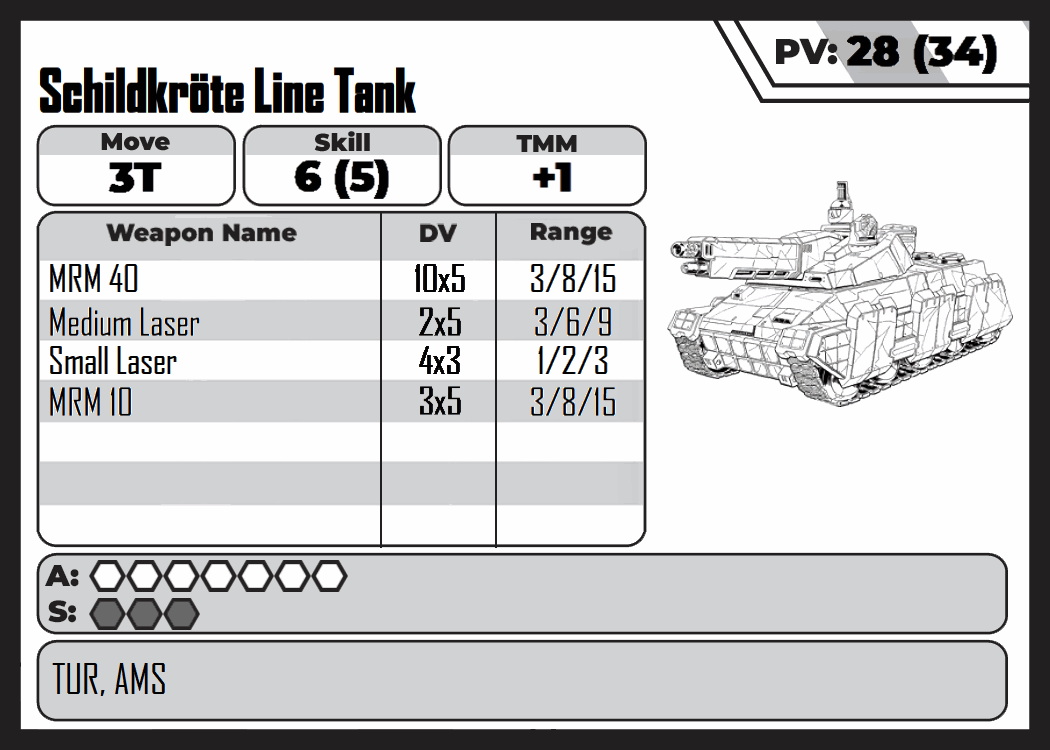 PV: 28 (34)
Schildkröte Line Tank
Move Skill TMM
3T 6 (5) +1
Weapon Name DV Range
MRM 40 10x5 3/8/15
Medium Laser 2x5 3/6/9
Small Laser 4x3 1/2/3
MRM 10 3x5 3/8/15
A:
S:
TUR, AMS